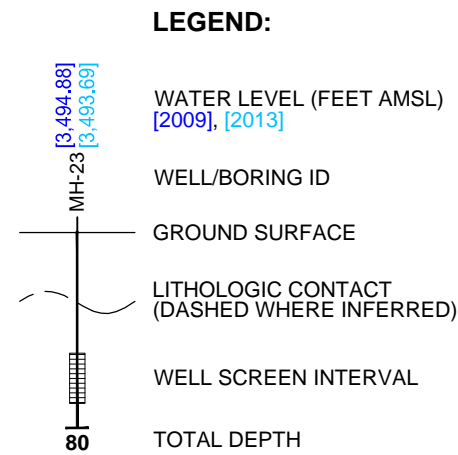 LEGEND:
[3,494.88]
[3,493.69]
WATER LEVEL (FEET AMSL)
[2009], [2013]
MH-23
WELL/BORING ID
GROUND SURFACE
LITHOLOGIC CONTACT
(DASHED WHERE INFERRED)
WELL SCREEN INTERVAL
80
TOTAL DEPTH